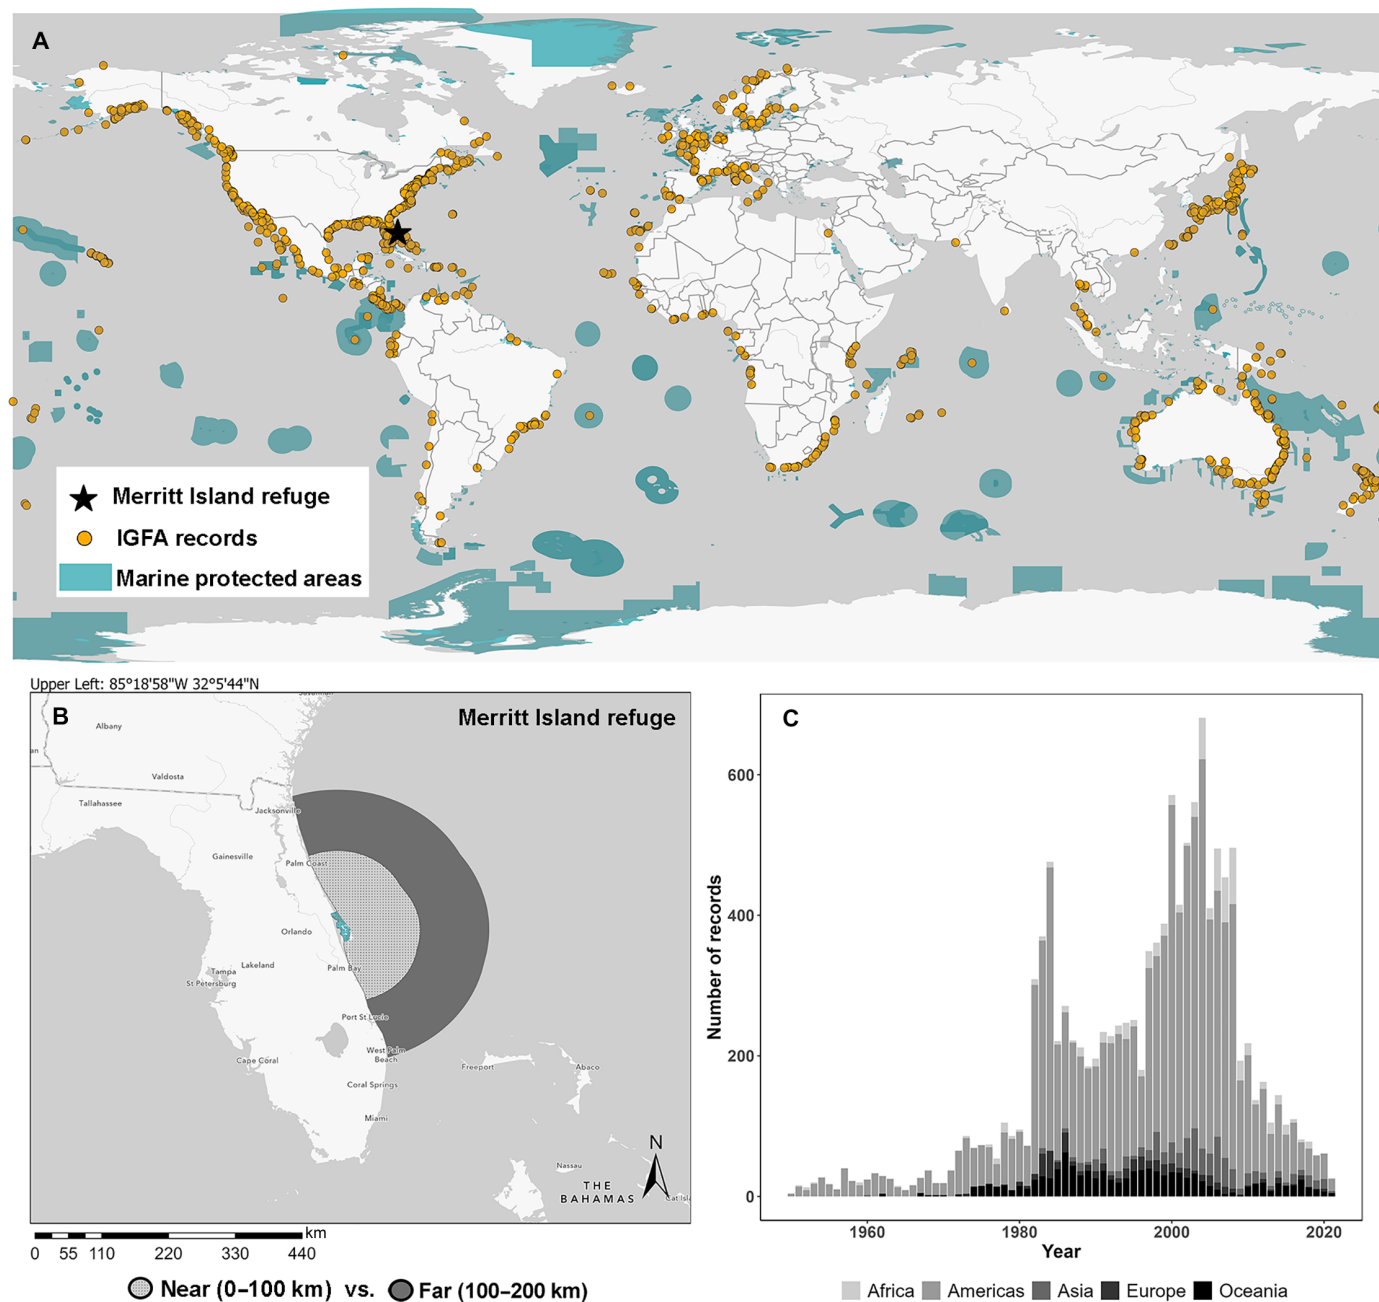 A
Merritt Island refuge
IGFA records
Marine protected areas
Upper Left: 85°18'58"W 32°5'44"N
B
Merritt Island refuge
Albany
Valdosta
Tallahassee
Jacksonville
Gainesville
Palm Coast
Orlando
Lakeland
Palm Bay
Tampa
St Petersburg
Port St Lucie
West Palm
Beach
Cape Coral
Coral Springs
Miami
Freeport
Abaco
Nassau
THE
BAHAMAS
N
km
0 55 110 220 330 440
Near (0–100 km) vs. Far (100–200 km)
C
Number of records
600
400
200
0
1960 1980 2000 2020
Year
Africa Americas Asia Europe Oceania